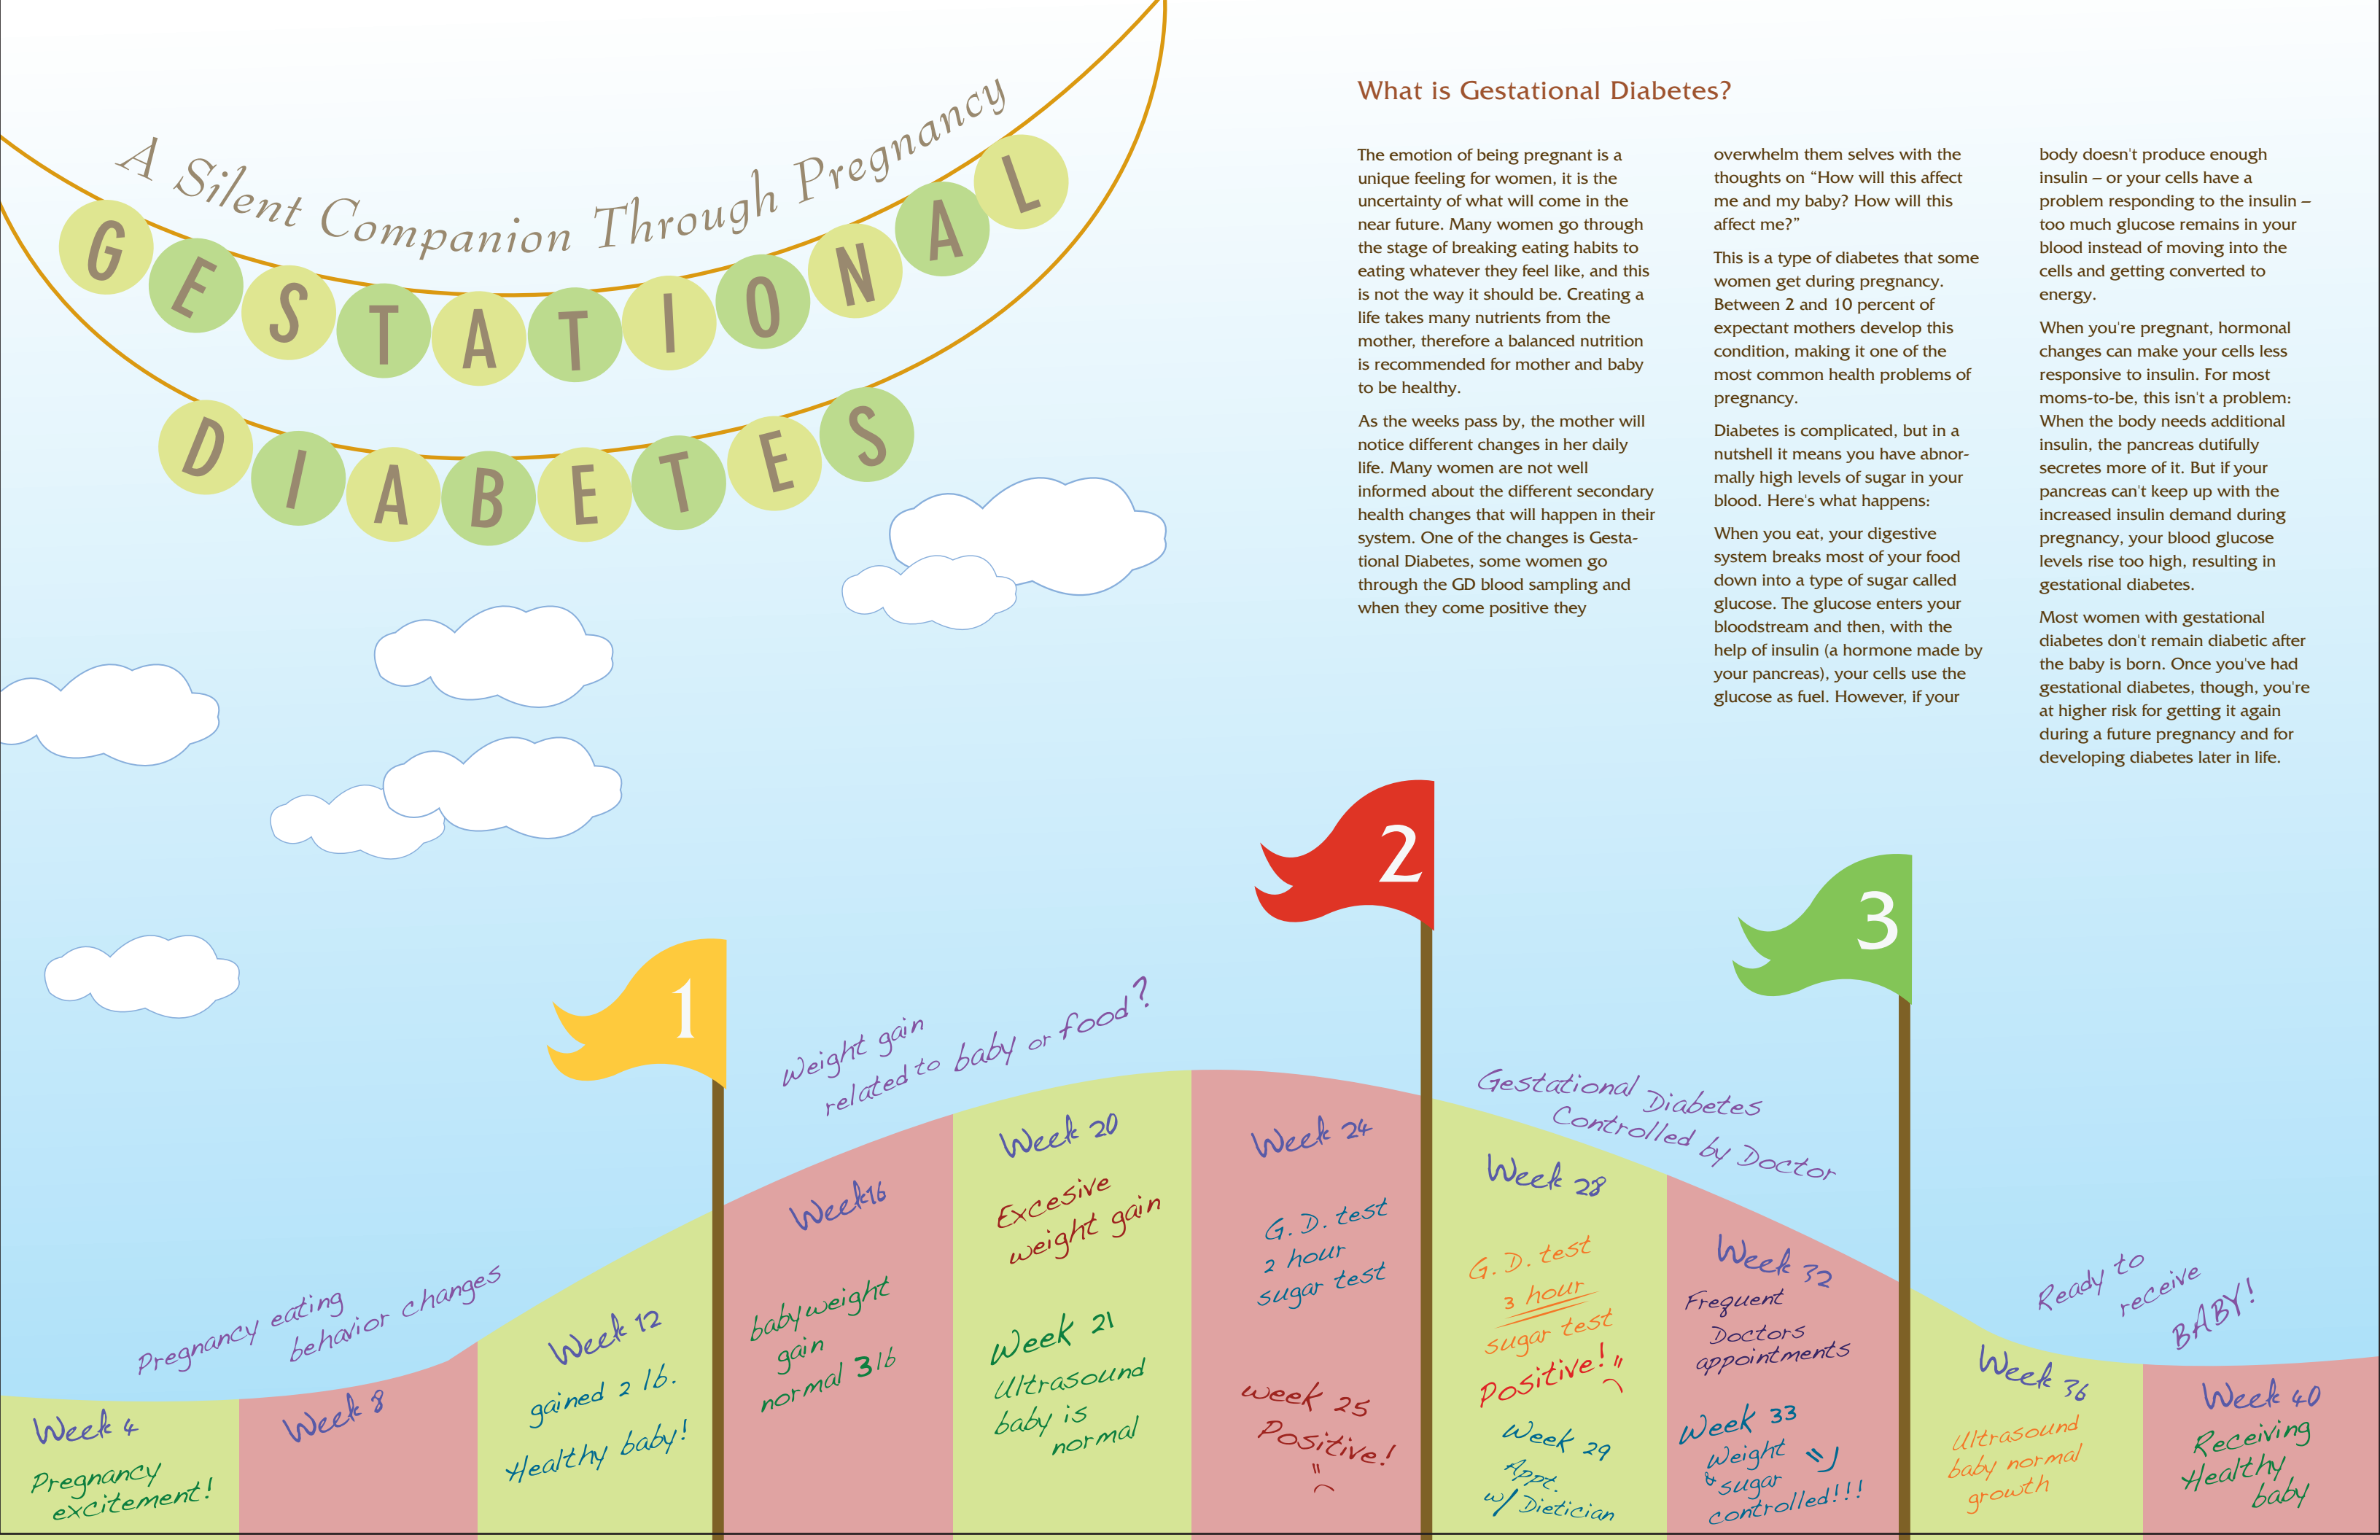 A Silent Companion Through Pregnancy
GESTATIONAL
DIABETES
What is Gestational Diabetes?
The emotion of being pregnant is a
unique feeling for women, it is the
uncertainty of what will come in the
near future. Many women go through
the stage of breaking eating habits to
eating whatever they feel like, and this
is not the way it should be. Creating a
life takes many nutrients from the
mother, therefore a balanced nutrition
is recommended for mother and baby
to be healthy.
As the weeks pass by, the mother will
notice different changes in her daily
life. Many women are not well
informed about the different secondary
health changes that will happen in their
system. One of the changes is Gesta-
tional Diabetes, some women go
through the GD blood sampling and
when they come positive they
overwhelm them selves with the
thoughts on “How will this affect
me and my baby? How will this
affect me?”
This is a type of diabetes that some
women get during pregnancy.
Between 2 and 10 percent of
expectant mothers develop this
condition, making it one of the
most common health problems of
pregnancy.
Diabetes is complicated, but in a
nutshell it means you have abnor-
mally high levels of sugar in your
blood. Here's what happens:
When you eat, your digestive
system breaks most of your food
down into a type of sugar called
glucose. The glucose enters your
bloodstream and then, with the
help of insulin (a hormone made by
your pancreas), your cells use the
glucose as fuel. However, if your
body doesn't produce enough
insulin – or your cells have a
problem responding to the insulin –
too much glucose remains in your
blood instead of moving into the
cells and getting converted to
energy.
When you're pregnant, hormonal
changes can make your cells less
responsive to insulin. For most
moms-to-be, this isn't a problem:
When the body needs additional
insulin, the pancreas dutifully
secretes more of it. But if your
pancreas can't keep up with the
increased insulin demand during
pregnancy, your blood glucose
levels rise too high, resulting in
gestational diabetes.
Most women with gestational
diabetes don't remain diabetic after
the baby is born. Once you've had
gestational diabetes, though, you're
at higher risk for getting it again
during a future pregnancy and for
developing diabetes later in life.
1
2
3
Pregnancy eating
behavior changes
Weight gain
related to baby or food?
Gestational Diabetes
Controlled by Doctor
Ready to
receive
BABY!
Week 4
Pregnancy
excitement!
Week 8
Week 12
gained 2 lb.
Healthy baby!
Week16
baby weight
gain
normal 3 lb
Week 20
Excesive
weight gain
Week 21
Ultrasound
baby is
normal
Week 24
G. D. test
2 hour
sugar test
week 25
Positive!
"(
Week 28
G. D. test
3 hour
sugar test
Positive! "(
Week 29
Appt.
w/ Dietician
Week 32
Frequent
Doctors
appointments
Week 33
Weight
& sugar
controlled!!!
Week 36
Ultrasound
baby normal
growth
Week 40
Receiving
Healthy
baby